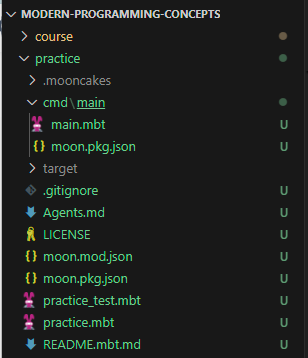 MODERN-PROGRAMMING-CONCEPTS
course
practice
.mooncakes
cmd\main
main.mbt U
{} moon.pkg.json U
target
.gitignore U
Agents.md U
LICENSE U
{} moon.mod.json U
{} moon.pkg.json U
practice_test.mbt U
practice.mbt U
README.mbt.md U